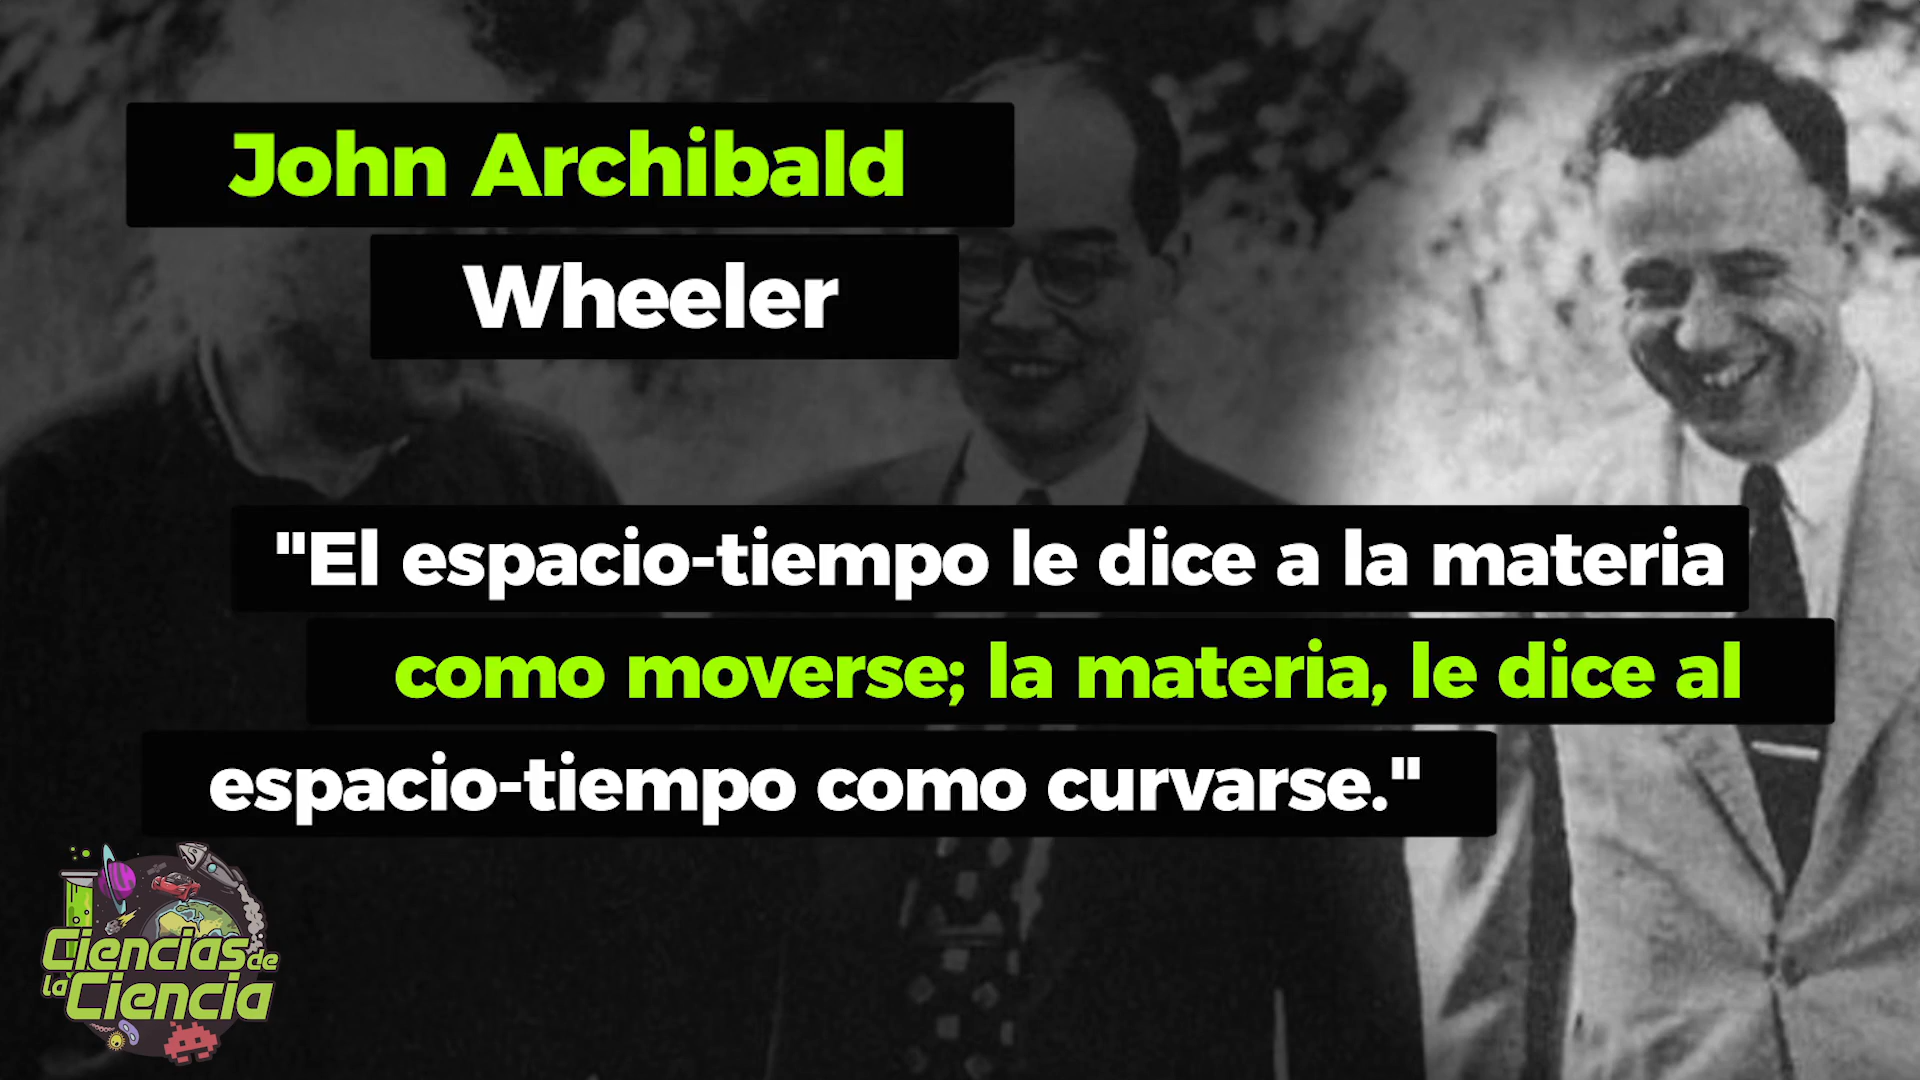 John Archibald
Wheeler
"El espacio-tiempo le dice a la materia
como moverse; la materia, le dice al
espacio-tiempo como curvarse."
Ciencias de
la Ciencia